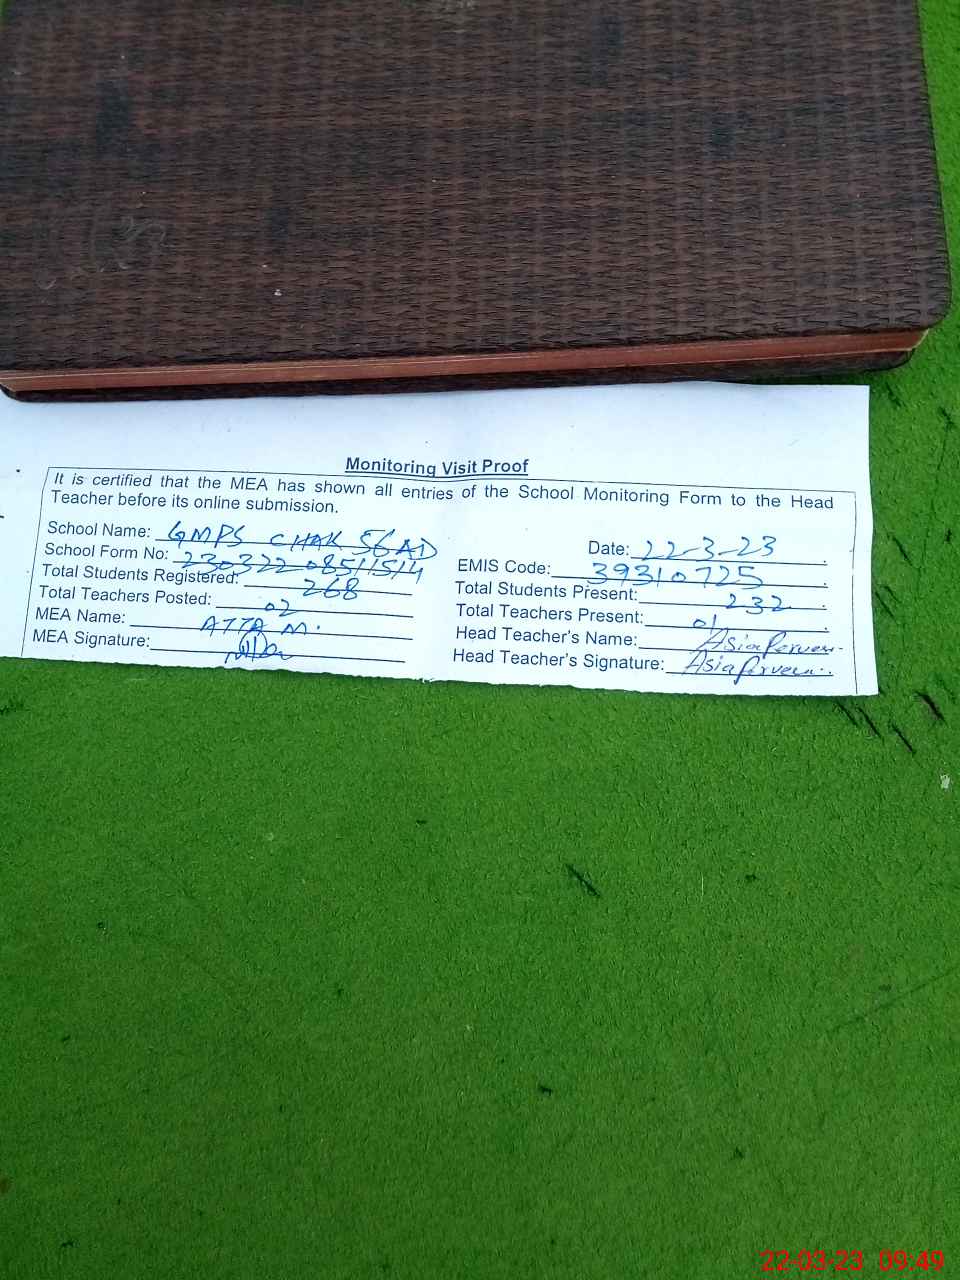 Monitoring Visit Proof
It is certified that the MEA has shown all entries of the School Monitoring Form to the Head
Teacher before its online submission.
School Name: GMPS CHAK 56 AD
Date: 22-3-23
School Form No: 230322 08511514
EMIS Code: 39310725
Total Students Registered: 268
Total Students Present: 232
Total Teachers Posted: 02
Total Teachers Present: 01
MEA Name: ATTA M.
Head Teacher's Name: Asia Perveen
MEA Signature:
Head Teacher's Signature: Asia Perveen
22-03-23 09:49